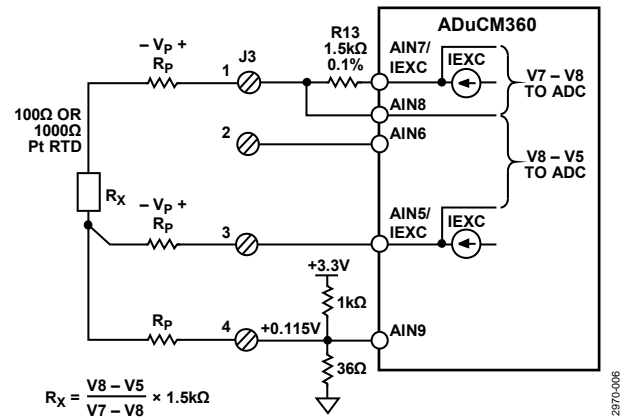 ADuCM360
– VP +
RP
1
J3
R13
1.5kΩ
0.1%
AIN7/
IEXC
IEXC
V7 – V8
TO ADC
AIN8
100Ω OR
1000Ω
Pt RTD
2
AIN6
V8 – V5
TO ADC
RX
– VP +
RP
3
AIN5/
IEXC
IEXC
+3.3V
1kΩ
RP
4
+0.115V
AIN9
36Ω
RX = V8 – V5 / V7 – V8 × 1.5kΩ
2970-006